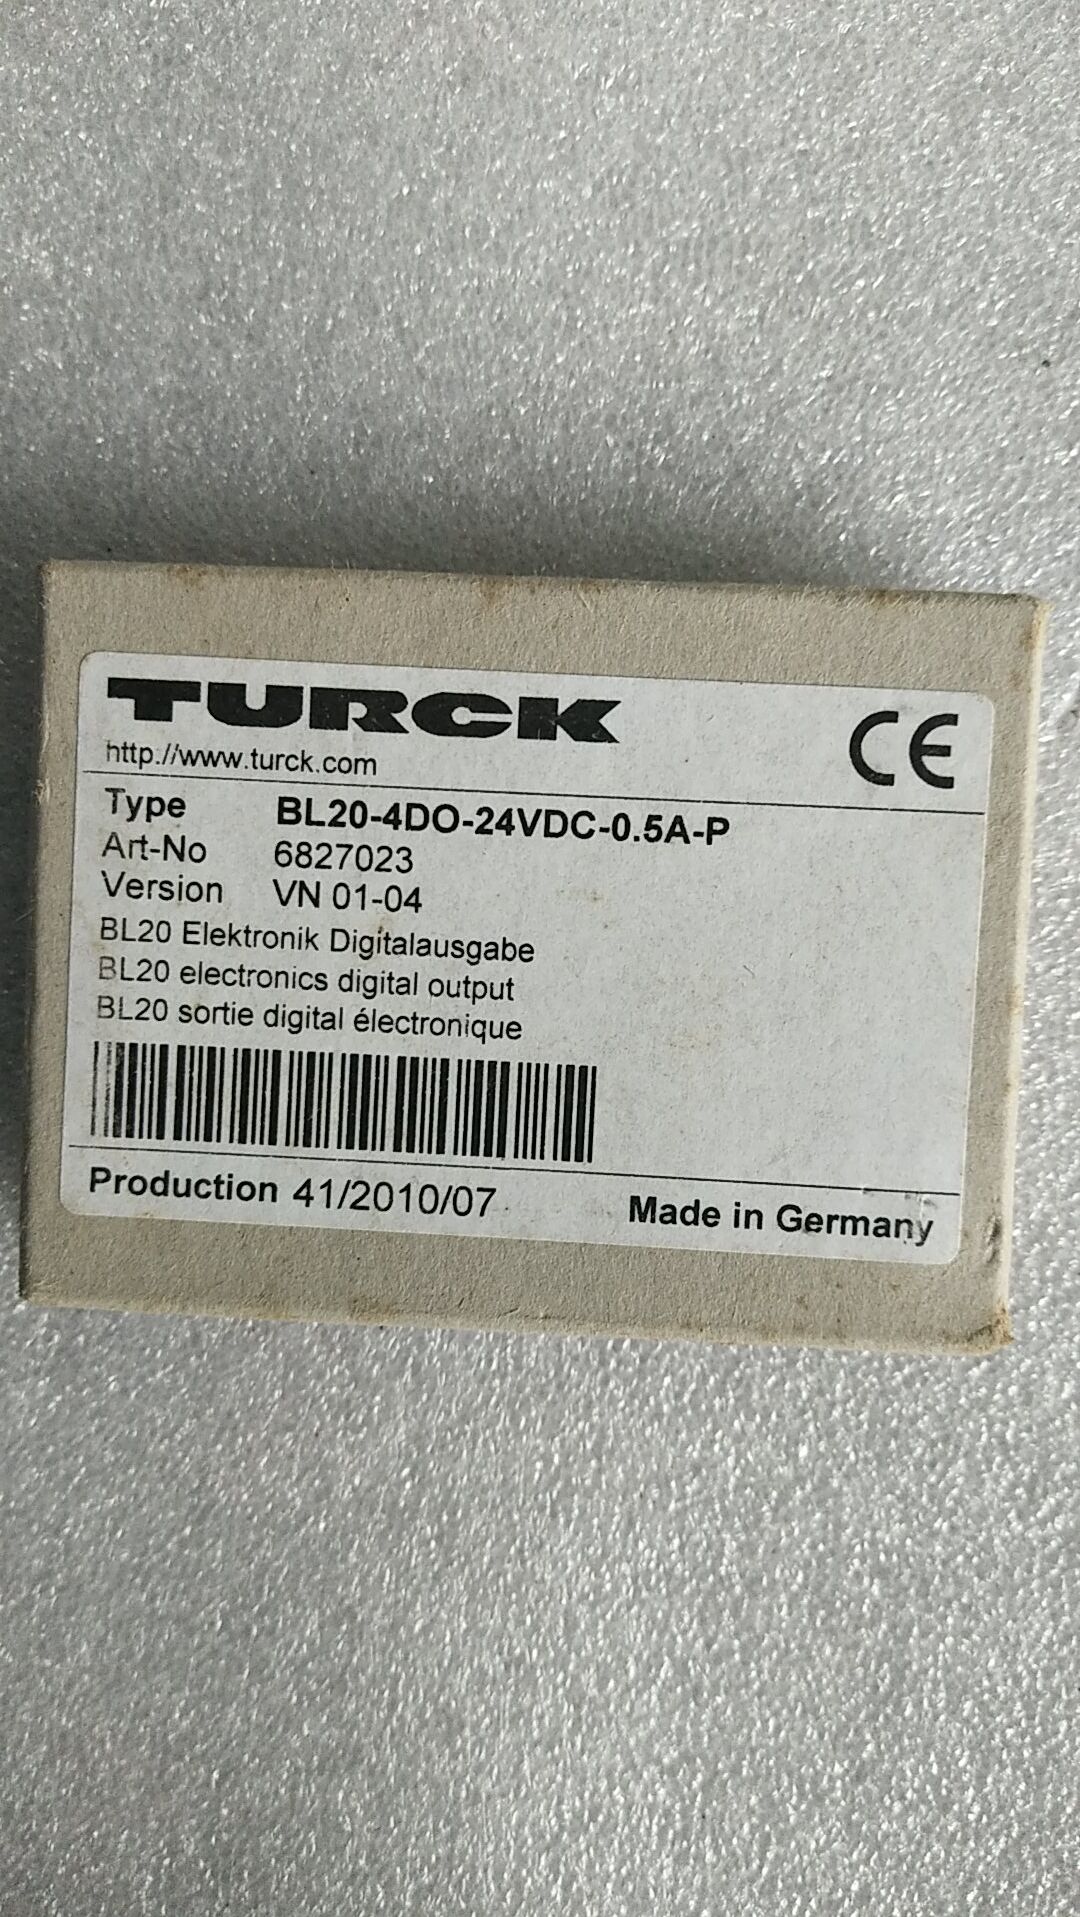 TURCK
CE
http://www.turck.com
Type BL20-4DO-24VDC-0.5A-P
Art-No 6827023
Version VN 01-04
BL20 Elektronik Digitalausgabe
BL20 electronics digital output
BL20 sortie digital électronique
Production 41/2010/07 Made in Germany